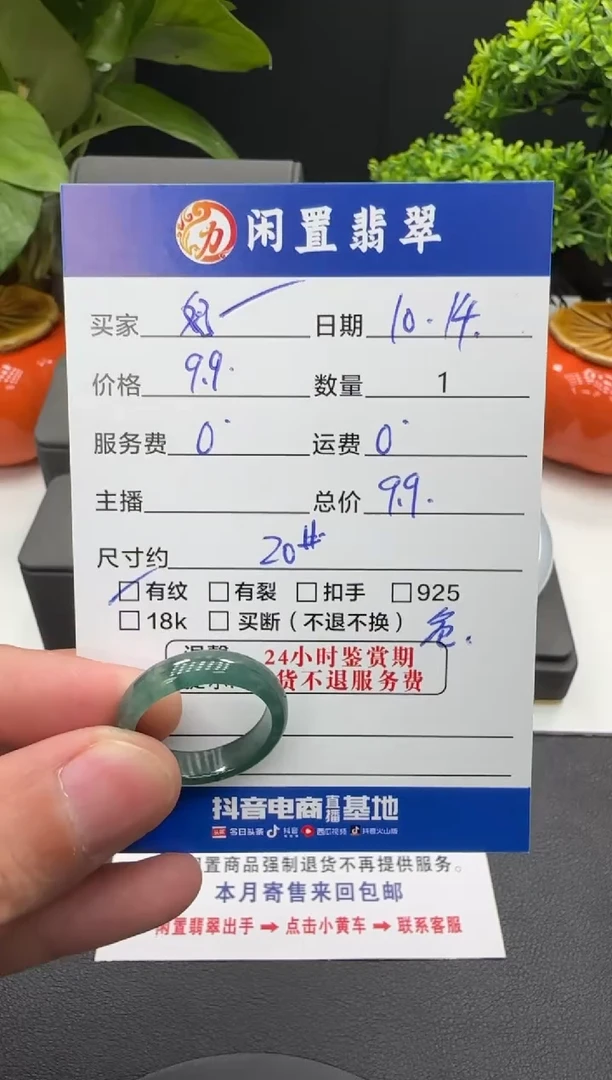 力 闲置翡翠
买家 日期 10.14.
价格 9.9. 数量 1
服务费 0 运费 0
主播 总价 9.9.
尺寸约 20#
有纹 有裂 扣手 925
18k 买断（不退不换） 危.
24小时鉴赏期
货不退服务费
抖音电商直播基地
头条 今日头条 抖音 西瓜视频 抖音火山版
置商品强制退货不再提供服务。
本月寄售来回包邮
闲置翡翠出手➡点击小黄车➡联系客服